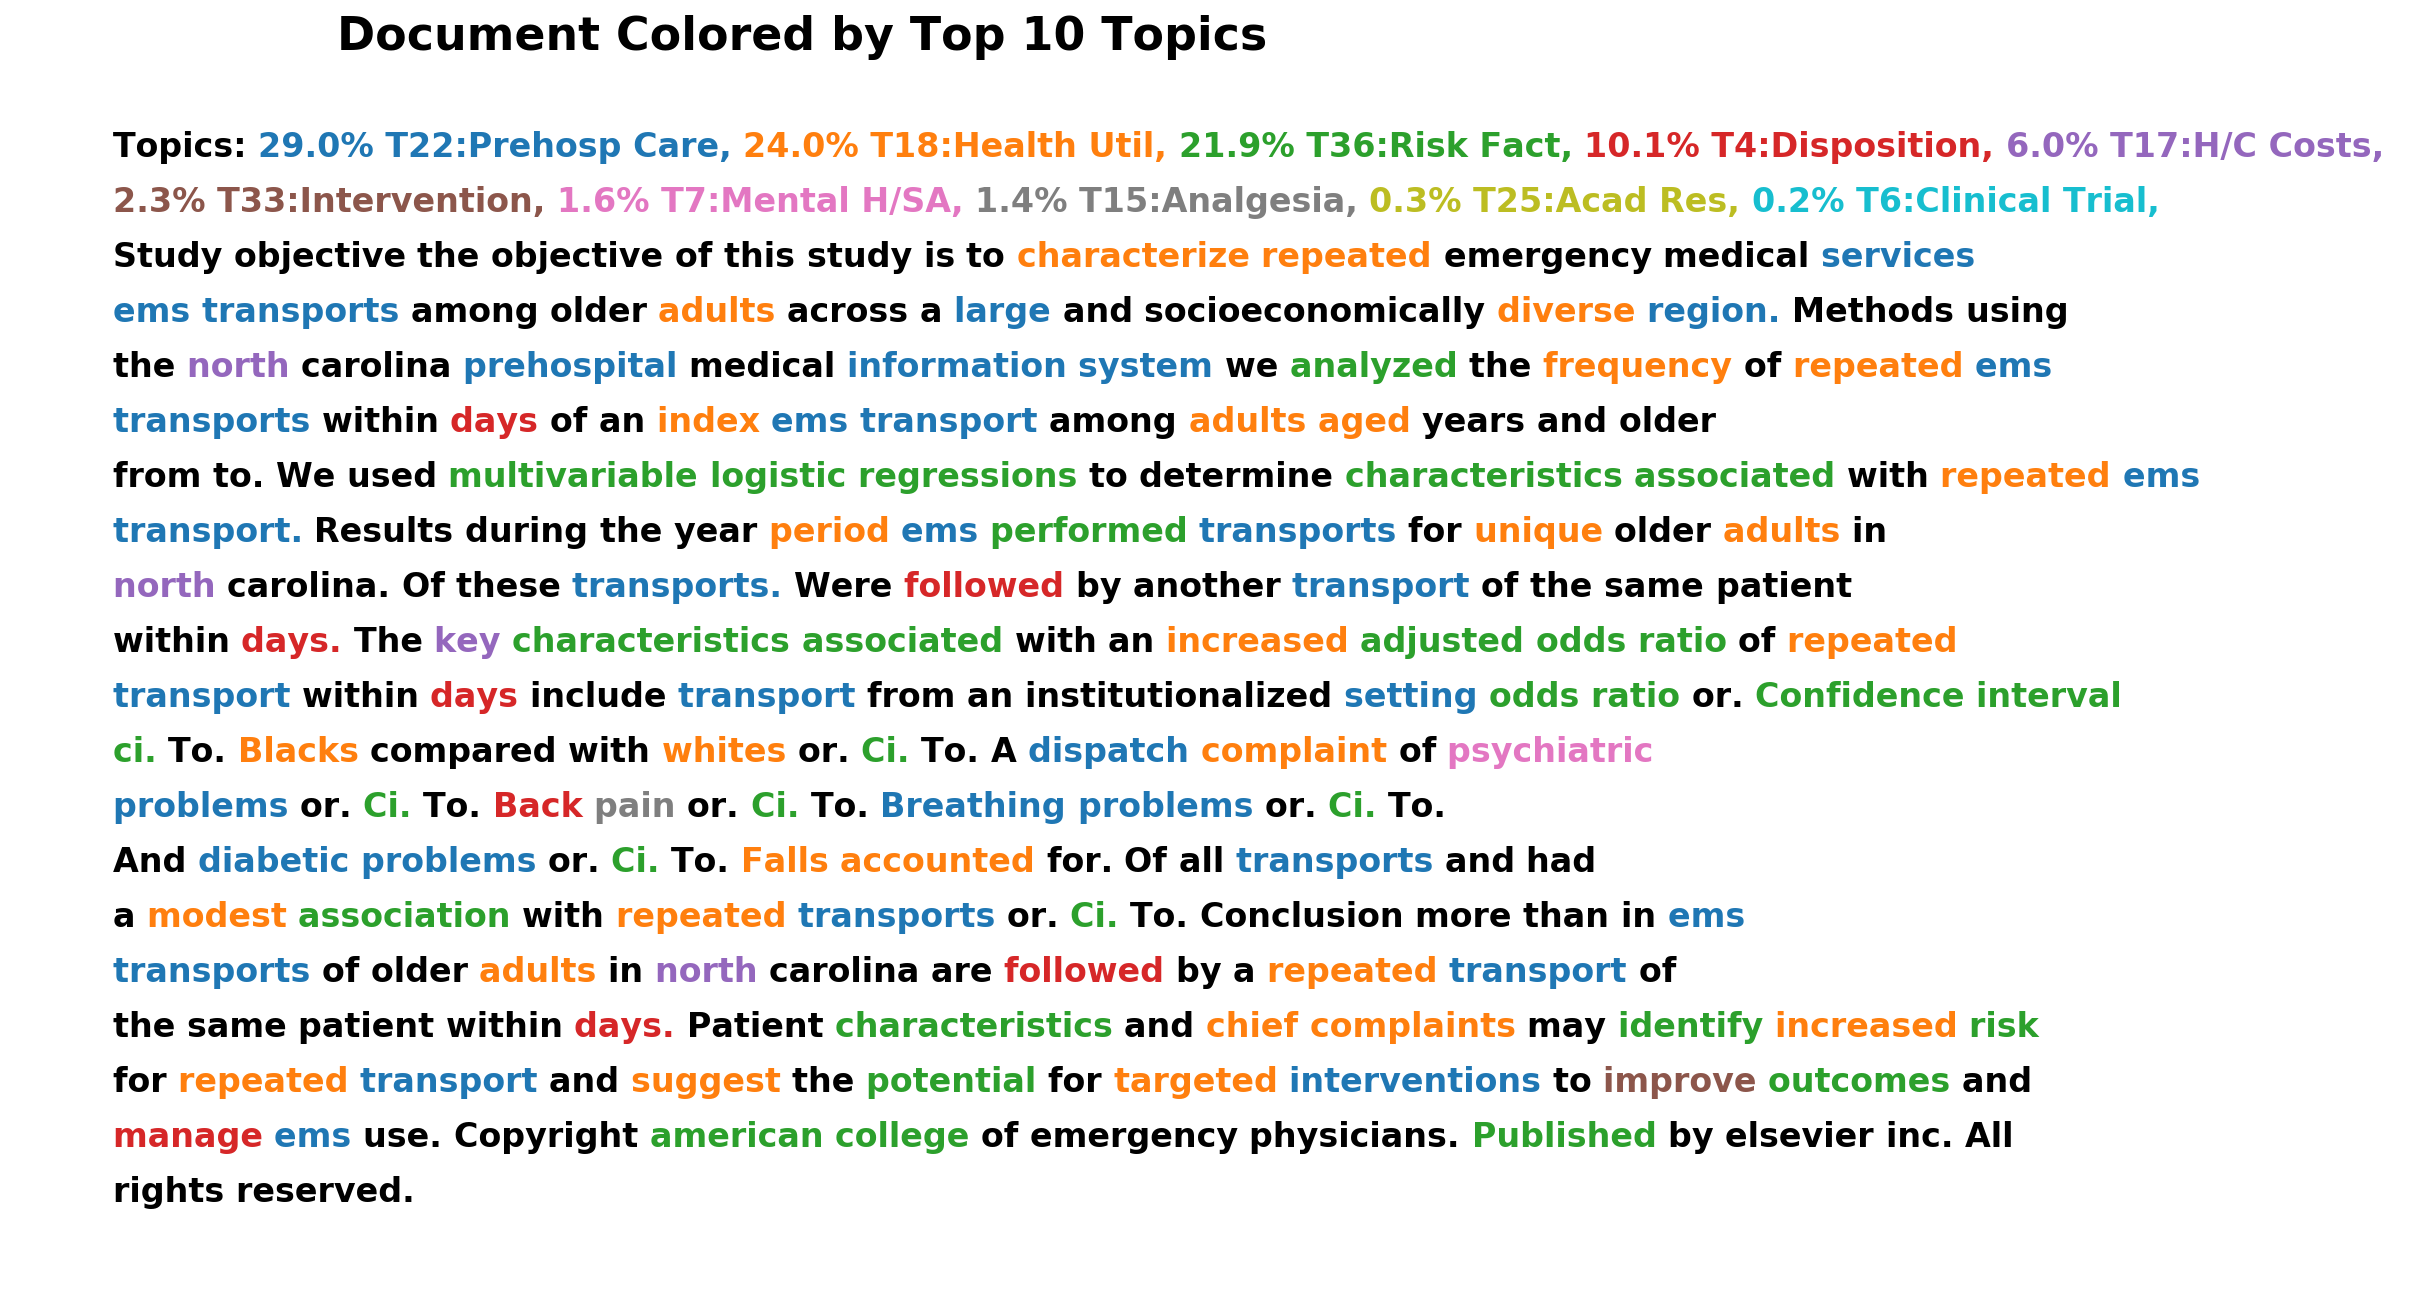 Document Colored by Top 10 Topics
Topics: 29.0% T22:Prehosp Care, 24.0% T18:Health Util, 21.9% T36:Risk Fact, 10.1% T4:Disposition, 6.0% T17:H/C Costs,
2.3% T33:Intervention, 1.6% T7:Mental H/SA, 1.4% T15:Analgesia, 0.3% T25:Acad Res, 0.2% T6:Clinical Trial,
Study objective the objective of this study is to characterize repeated emergency medical services
ems transports among older adults across a large and socioeconomically diverse region. Methods using
the north carolina prehospital medical information system we analyzed the frequency of repeated ems
transports within days of an index ems transport among adults aged years and older
from to. We used multivariable logistic regressions to determine characteristics associated with repeated ems
transport. Results during the year period ems performed transports for unique older adults in
north carolina. Of these transports. Were followed by another transport of the same patient
within days. The key characteristics associated with an increased adjusted odds ratio of repeated
transport within days include transport from an institutionalized setting odds ratio or. Confidence interval
ci. To. Blacks compared with whites or. Ci. To. A dispatch complaint of psychiatric
problems or. Ci. To. Back pain or. Ci. To. Breathing problems or. Ci. To.
And diabetic problems or. Ci. To. Falls accounted for. Of all transports and had
a modest association with repeated transports or. Ci. To. Conclusion more than in ems
transports of older adults in north carolina are followed by a repeated transport of
the same patient within days. Patient characteristics and chief complaints may identify increased risk
for repeated transport and suggest the potential for targeted interventions to improve outcomes and
manage ems use. Copyright american college of emergency physicians. Published by elsevier inc. All
rights reserved.